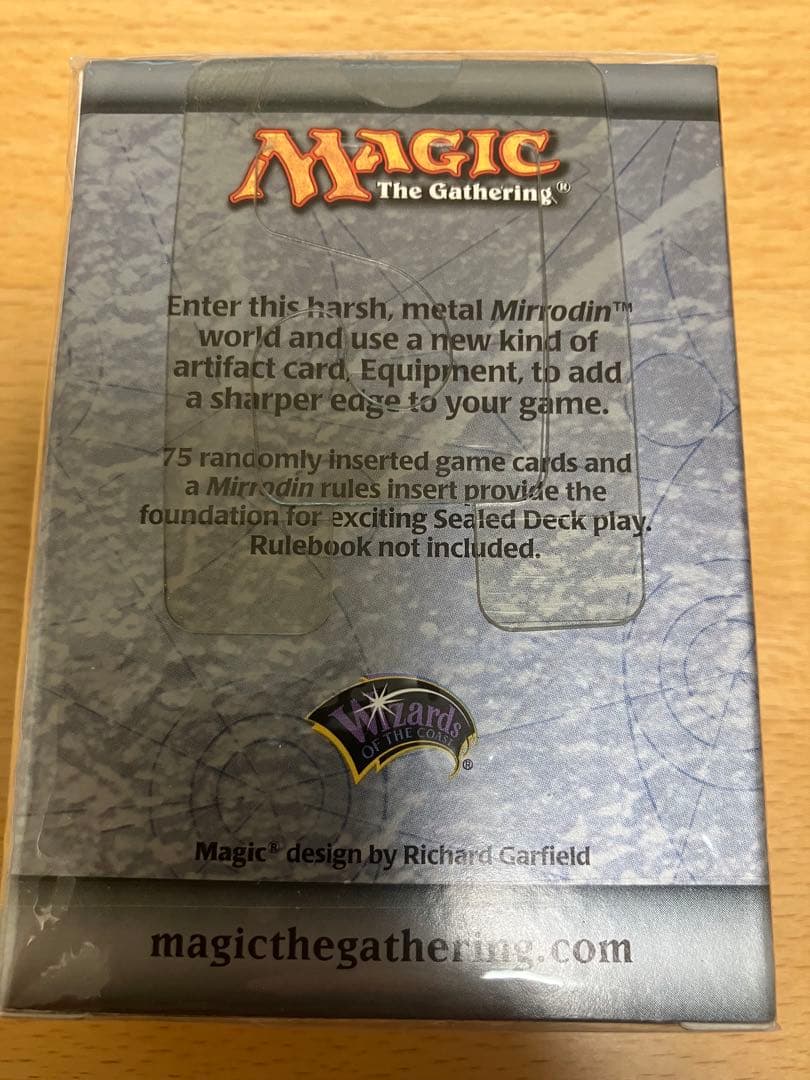 MAGIC
The Gathering®
Enter this harsh, metal Mirrodin™
world and use a new kind of
artifact card, Equipment, to add
a sharper edge to your game.
75 randomly inserted game cards and
a Mirrodin rules insert provide the
foundation for exciting Sealed Deck play.
Rulebook not included.
Wizards
OF THE COAST
®
Magic® design by Richard Garfield
magicthegathering.com